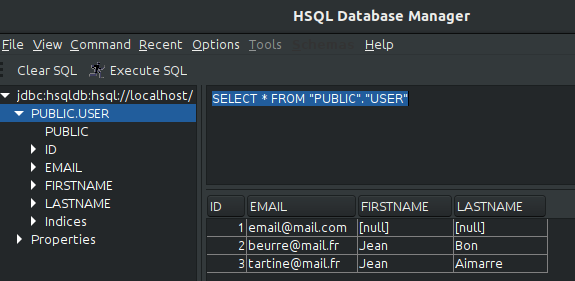 HSQL Database Manager
File View Command Recent Options Tools Schemas Help
Clear SQL Execute SQL
jdbc:hsqldb:hsql://localhost/
PUBLIC.USER
PUBLIC
ID
EMAIL
FIRSTNAME
LASTNAME
Indices
Properties
SELECT * FROM "PUBLIC"."USER"
ID EMAIL FIRSTNAME LASTNAME
1 email@mail.com [null] [null]
2 beurre@mail.fr Jean Bon
3 tartine@mail.fr Jean Aimarre